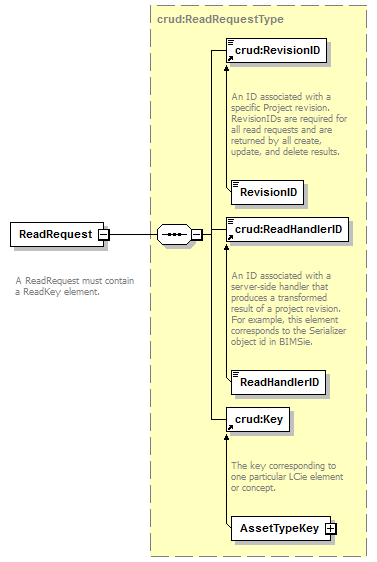 crud:ReadRequestType
crud:RevisionID
An ID associated with a
specific Project revision.
RevisionIDs are required for
all read requests and are
returned by all create,
update, and delete results.
RevisionID
ReadRequest
A ReadRequest must contain
a ReadKey element.
crud:ReadHandlerID
An ID associated with a
server-side handler that
produces a transformed
result of a project revision.
For example, this element
corresponds to the Serializer
object id in BIMSie.
ReadHandlerID
crud:Key
The key corresponding to
one particular LCie element
or concept.
AssetTypeKey